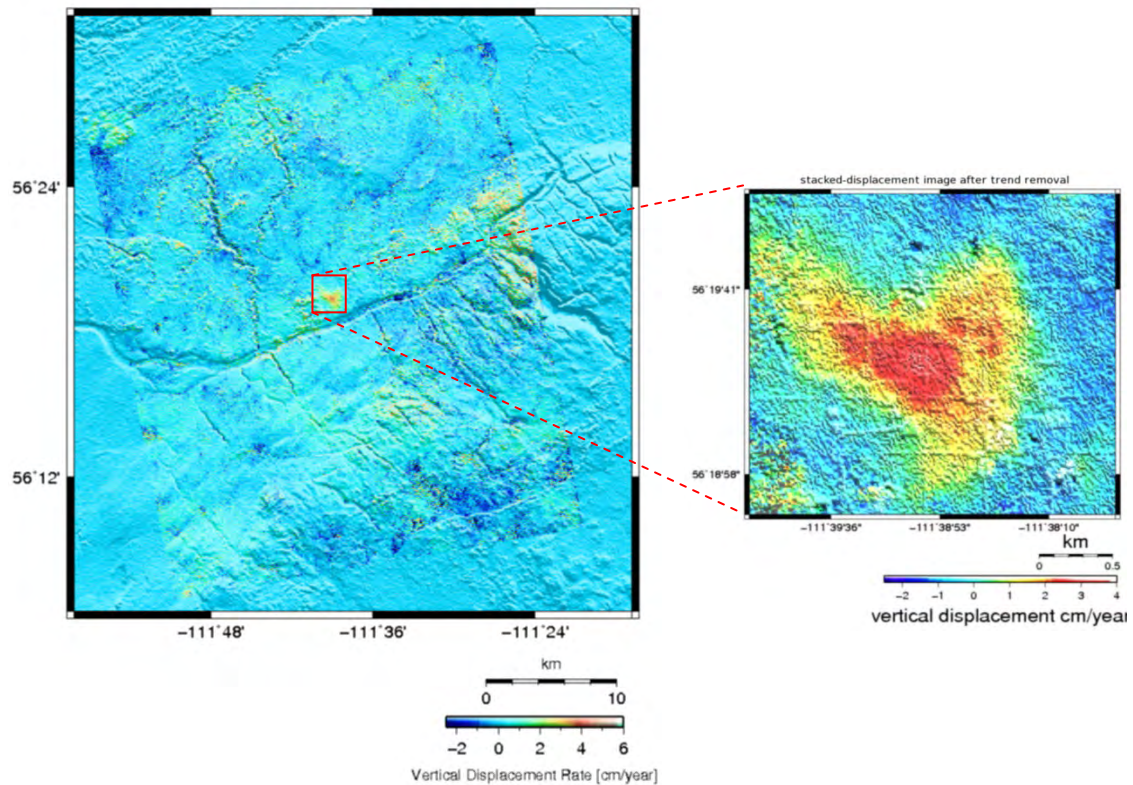 56˚24'
56˚12'
−111˚48' −111˚36' −111˚24'
km
0 10
−2 0 2 4 6
Vertical Displacement Rate [cm/year]
stacked-displacement image after trend removal
56˚19'41"
56˚18'58"
−111˚39'36" −111˚38'53" −111˚38'10"
km
0 0.5
−2 −1 0 1 2 3 4
vertical displacement cm/year